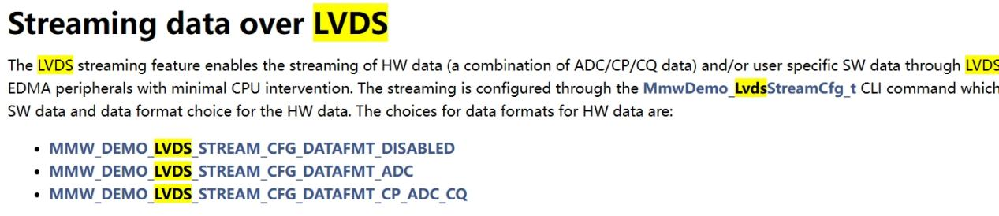 Streaming data over LVDS
The LVDS streaming feature enables the streaming of HW data (a combination of ADC/CP/CQ data) and/or user specific SW data through LVDS
EDMA peripherals with minimal CPU intervention. The streaming is configured through the MmwDemo_LvdsStreamCfg_t CLI command which
SW data and data format choice for the HW data. The choices for data formats for HW data are:
• MMW_DEMO_LVDS_STREAM_CFG_DATAFMT_DISABLED
• MMW_DEMO_LVDS_STREAM_CFG_DATAFMT_ADC
• MMW_DEMO_LVDS_STREAM_CFG_DATAFMT_CP_ADC_CQ